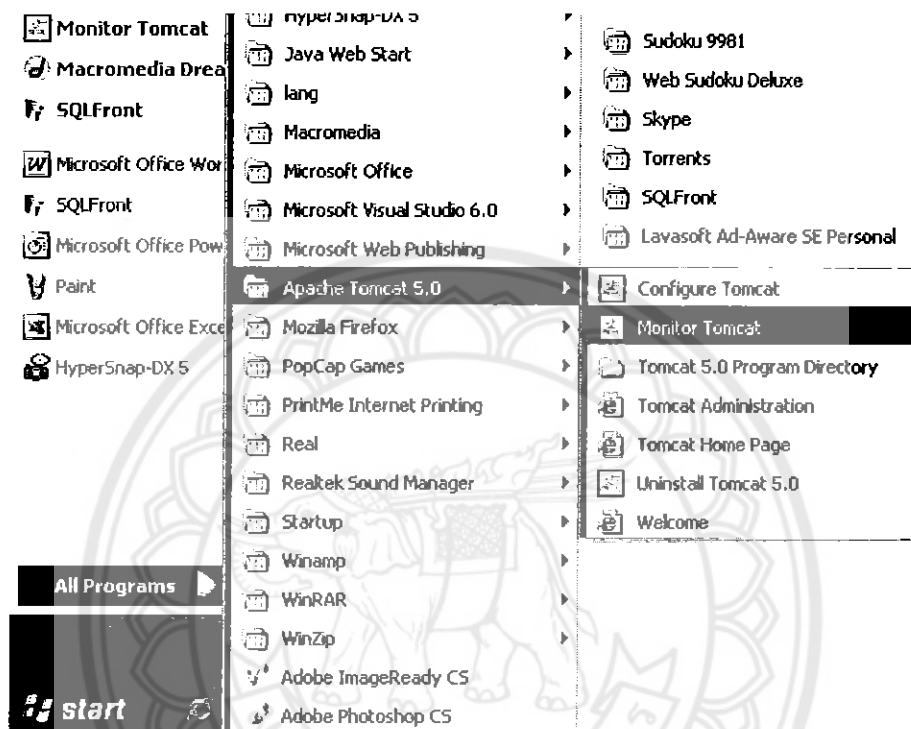 Monitor Tomcat
Macromedia Drea
SQLFront
Microsoft Office Wor
SQLFront
Microsoft Office Pow
Paint
Microsoft Office Exce
HyperSnap-DX 5
All Programs
start
HyperSnap-DX 5
Java Web Start
lang
Macromedia
Microsoft Office
Microsoft Visual Studio 6.0
Microsoft Web Publishing
Apache Tomcat 5.0
Mozilla Firefox
PopCap Games
PrintMe Internet Printing
Real
Realtek Sound Manager
Startup
Winamp
WinRAR
WinZip
Adobe ImageReady CS
Adobe Photoshop CS
Sudoku 9981
Web Sudoku Deluxe
Skype
Torrents
SQLFront
Lavasoft Ad-Aware SE Personal
Configure Tomcat
Monitor Tomcat
Tomcat 5.0 Program Directory
Tomcat Administration
Tomcat Home Page
Uninstall Tomcat 5.0
Welcome